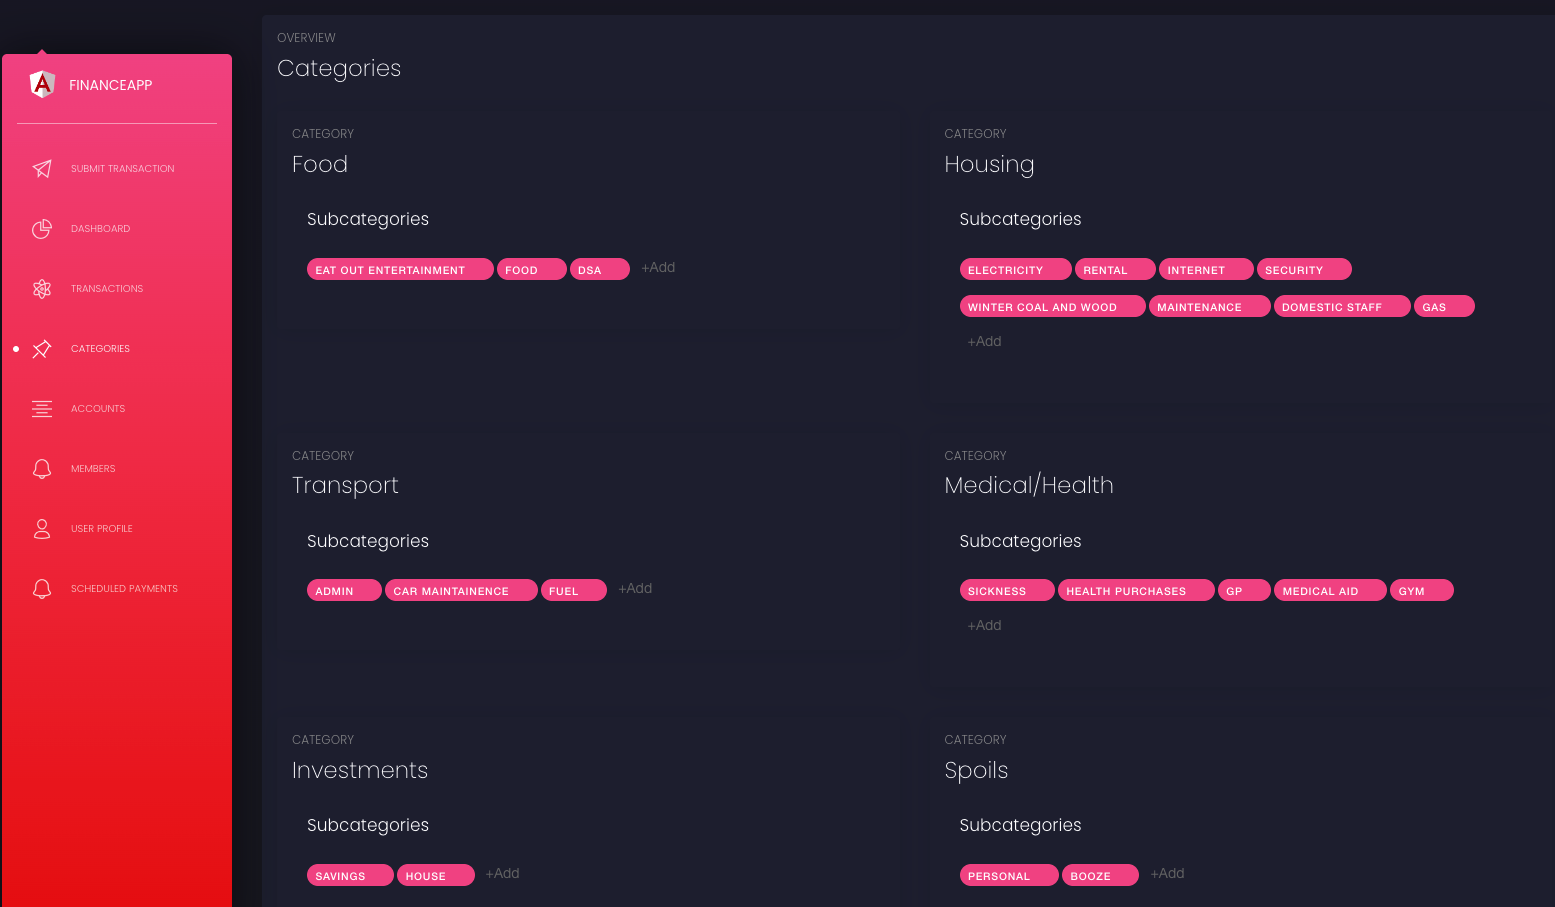 FINANCEAPP
SUBMIT TRANSACTION
DASHBOARD
TRANSACTIONS
CATEGORIES
ACCOUNTS
MEMBERS
USER PROFILE
SCHEDULED PAYMENTS
OVERVIEW
Categories
CATEGORY
Food
Subcategories
EAT OUT ENTERTAINMENT FOOD DSA +Add
CATEGORY
Housing
Subcategories
ELECTRICITY RENTAL INTERNET SECURITY
WINTER COAL AND WOOD MAINTENANCE DOMESTIC STAFF GAS
+Add
CATEGORY
Transport
Subcategories
ADMIN CAR MAINTAINENCE FUEL +Add
CATEGORY
Medical/Health
Subcategories
SICKNESS HEALTH PURCHASES GP MEDICAL AID GYM
+Add
CATEGORY
Investments
Subcategories
SAVINGS HOUSE +Add
CATEGORY
Spoils
Subcategories
PERSONAL BOOZE +Add